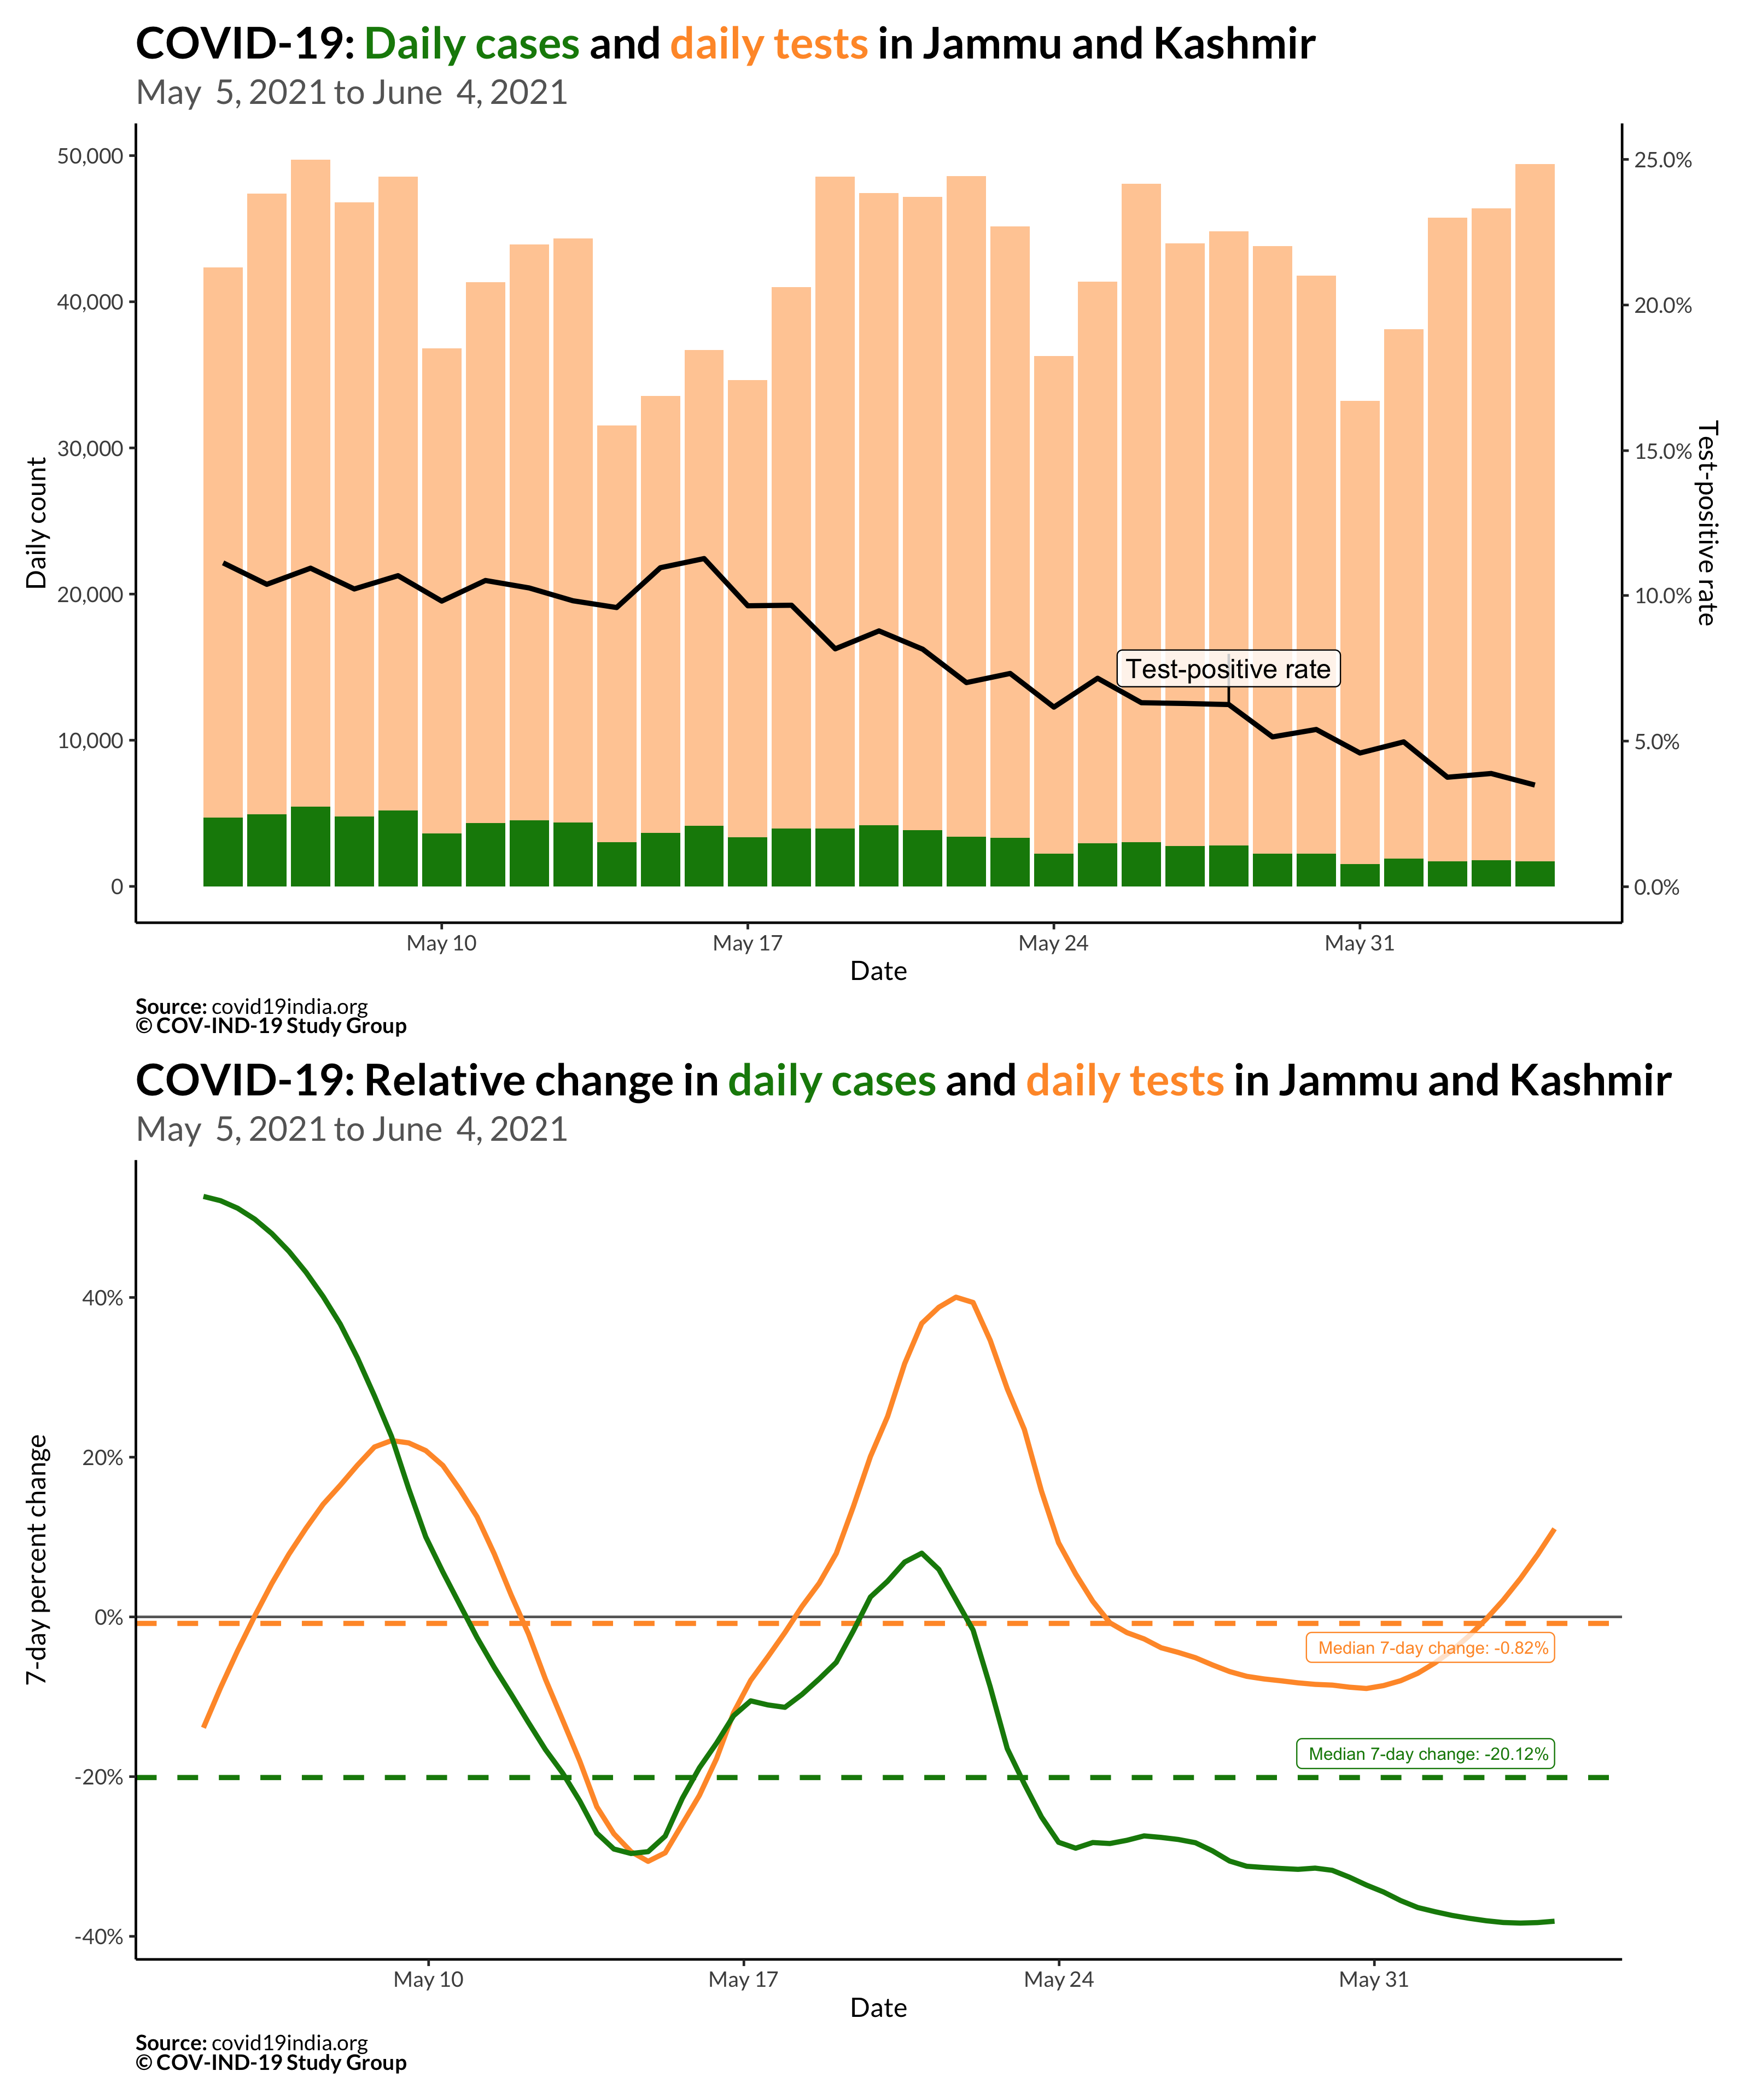 COVID-19: Daily cases and daily tests in Jammu and Kashmir
May 5, 2021 to June 4, 2021
50,000
40,000
30,000
20,000
10,000
0
Daily count
25.0%
20.0%
15.0%
10.0%
5.0%
0.0%
Test-positive rate
Test-positive rate
May 10
May 17
May 24
May 31
Date
Source: covid19india.org
© COV-IND-19 Study Group
COVID-19: Relative change in daily cases and daily tests in Jammu and Kashmir
May 5, 2021 to June 4, 2021
40%
20%
0%
-20%
-40%
7-day percent change
Median 7-day change: -0.82%
Median 7-day change: -20.12%
May 10
May 17
May 24
May 31
Date
Source: covid19india.org
© COV-IND-19 Study Group